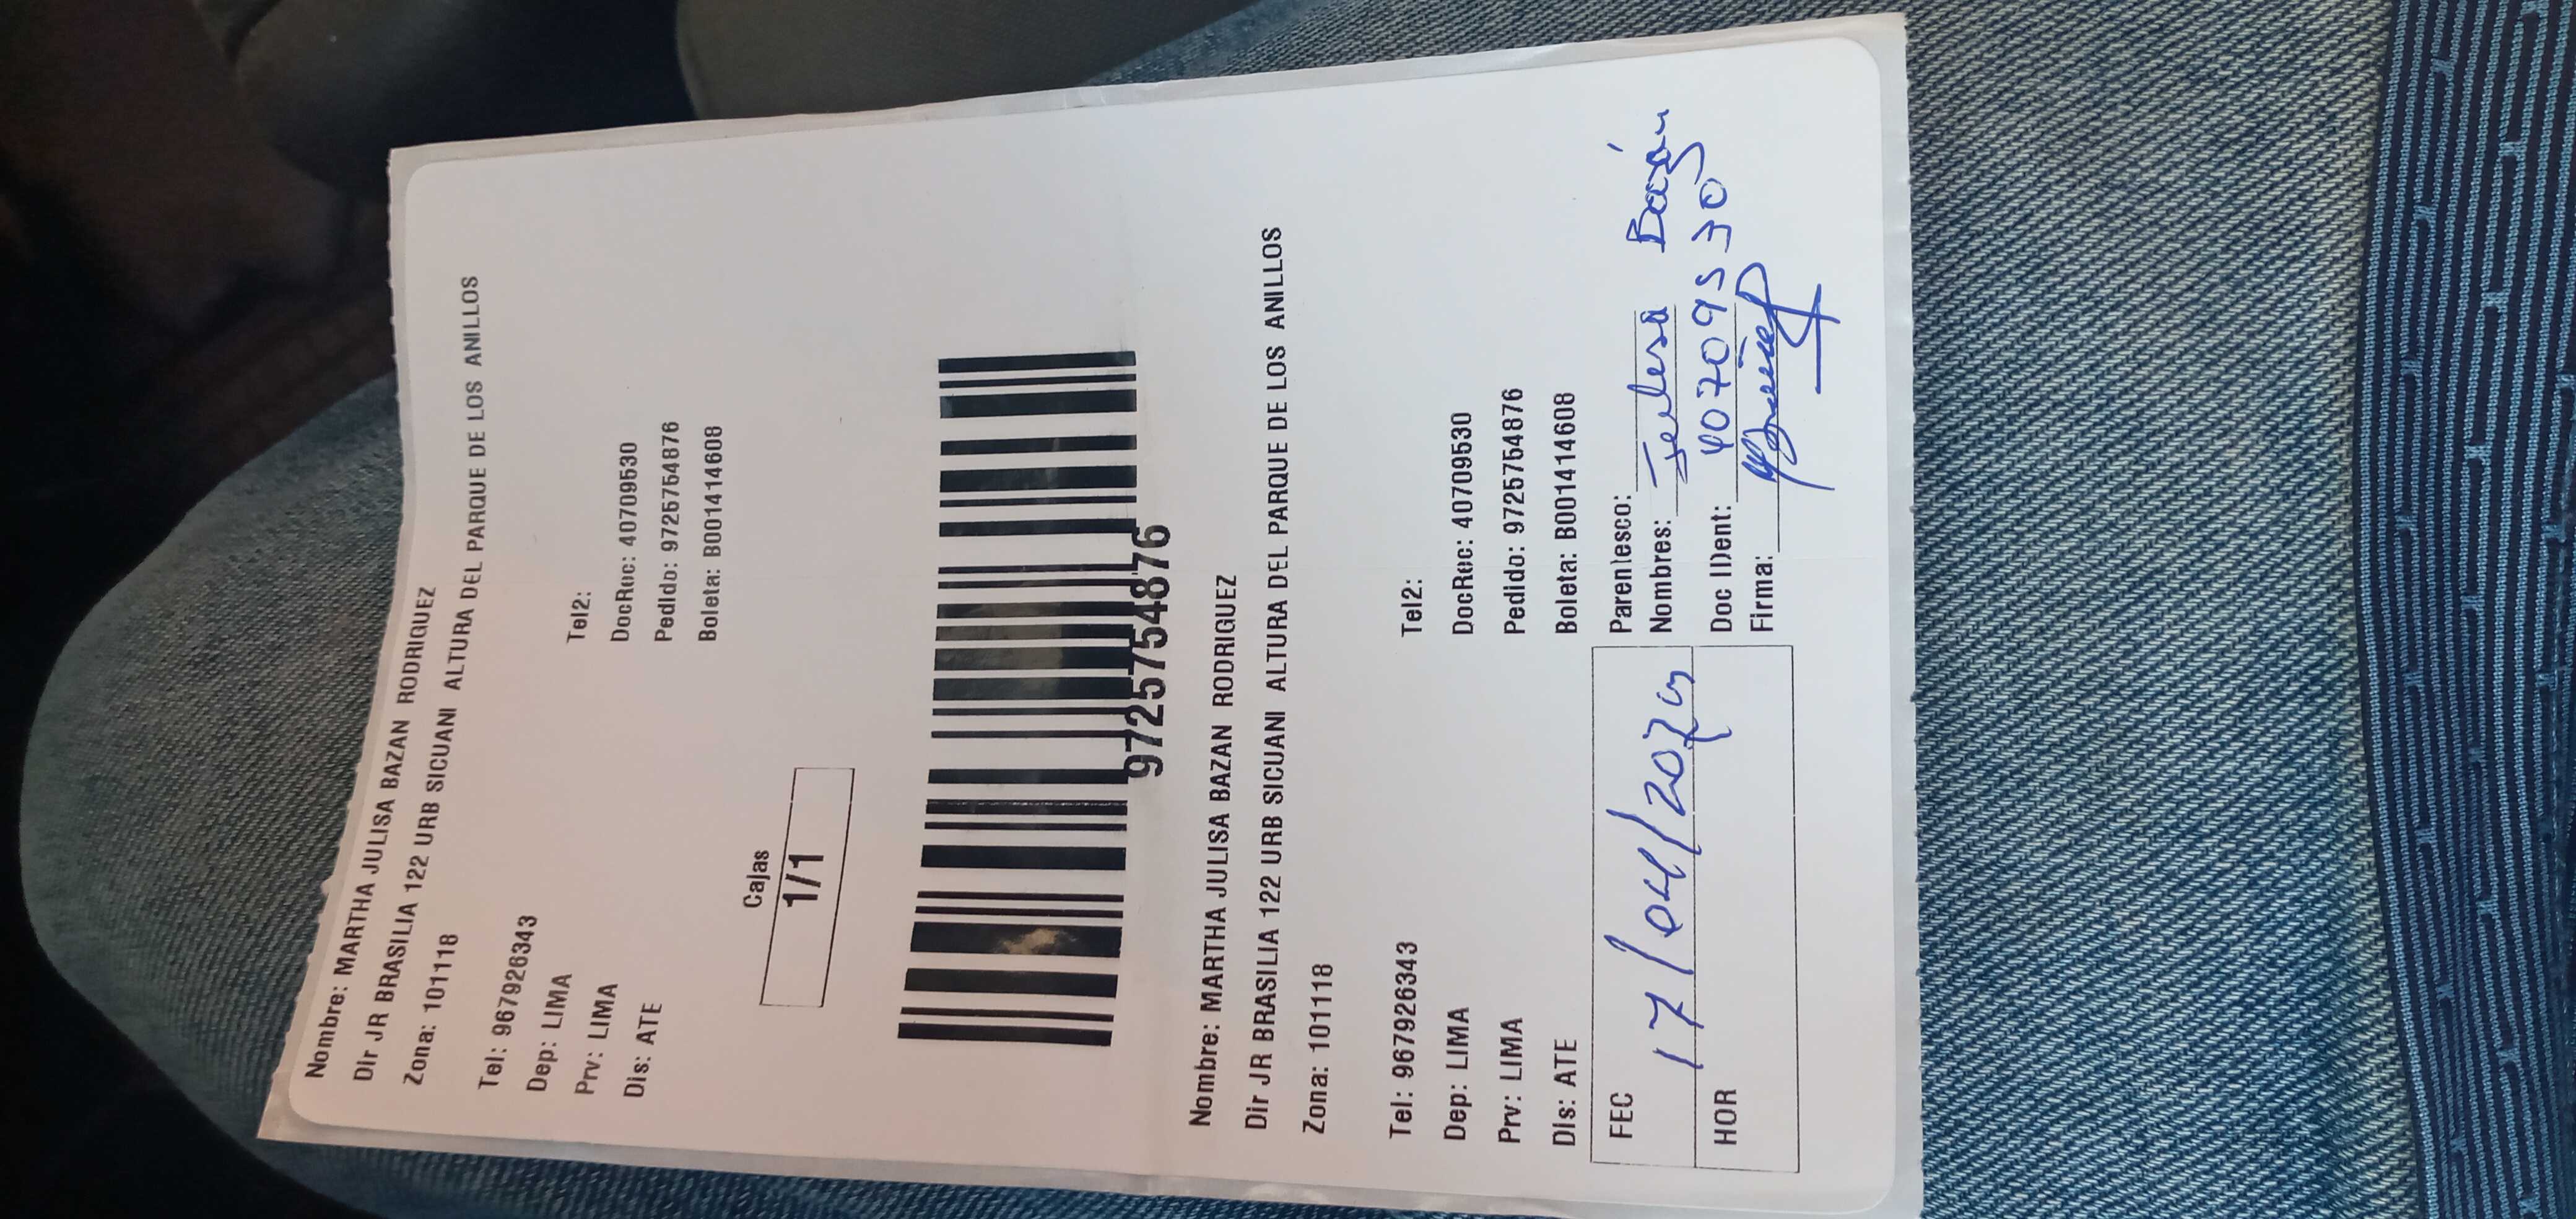 Nombre: MARTHA JULISA BAZAN RODRIGUEZ
Dir JR BRASILIA 122 URB SICUANI ALTURA DEL PARQUE DE LOS ANILLOS
Zona: 101118
Tel: 967926343 Tel2:
Dep: LIMA DocRec: 40709530
Prv: LIMA Pedido: 9725754876
Dis: ATE Boleta: B001414608
Cajas
1/1
9725754876
Nombre: MARTHA JULISA BAZAN RODRIGUEZ
Dir JR BRASILIA 122 URB SICUANI ALTURA DEL PARQUE DE LOS ANILLOS
Zona: 101118
Tel: 967926343 Tel2:
Dep: LIMA DocRec: 40709530
Prv: LIMA Pedido: 9725754876
Dis: ATE Boleta: B001414608
FEC 17/04/2024 Parentesco:
Nombres: Julisa Bazán
HOR Doc IDent: 40709530
Firma: